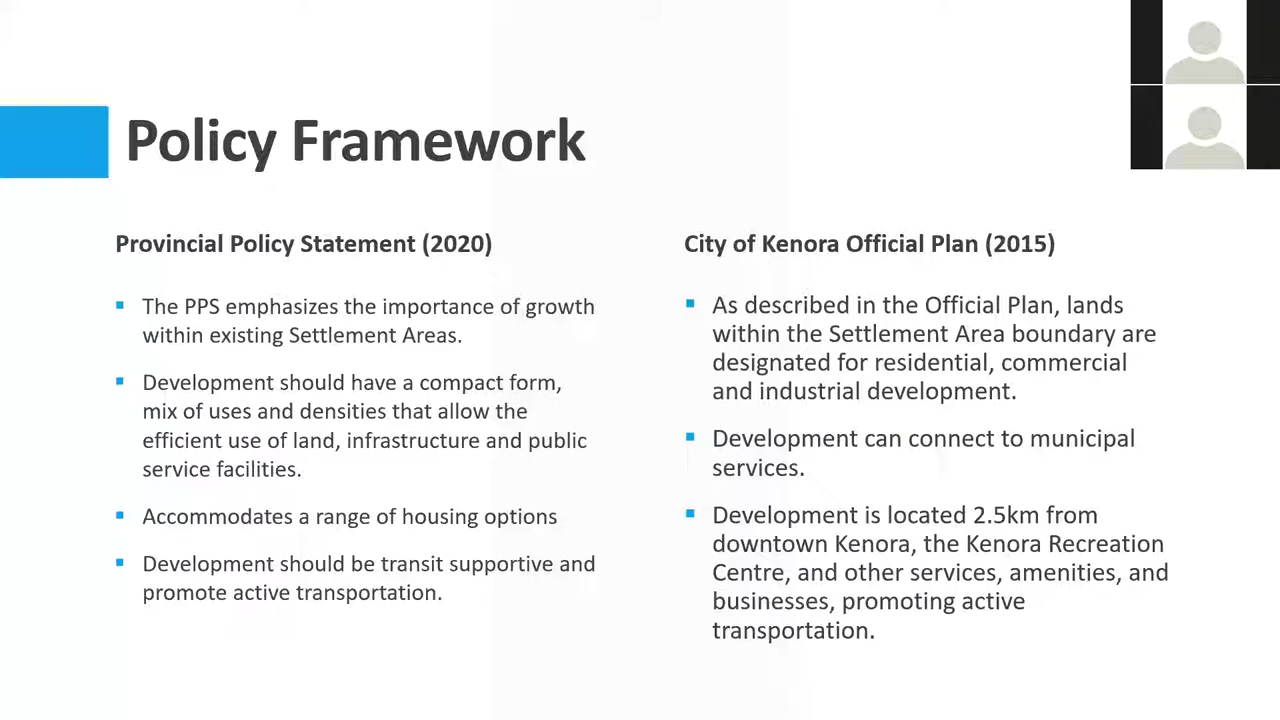 Policy Framework
Provincial Policy Statement (2020)
The PPS emphasizes the importance of growth
within existing Settlement Areas.
Development should have a compact form,
mix of uses and densities that allow the
efficient use of land, infrastructure and public
service facilities.
Accommodates a range of housing options
Development should be transit supportive and
promote active transportation.
City of Kenora Official Plan (2015)
As described in the Official Plan, lands
within the Settlement Area boundary are
designated for residential, commercial
and industrial development.
Development can connect to municipal
services.
Development is located 2.5km from
downtown Kenora, the Kenora Recreation
Centre, and other services, amenities, and
businesses, promoting active
transportation.